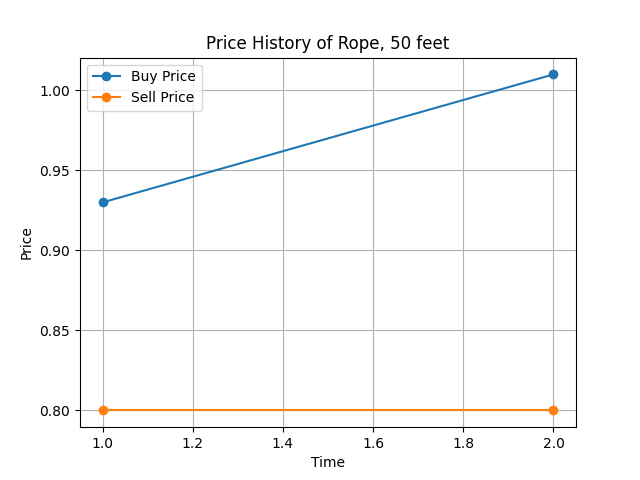 Price History of Rope, 50 feet
Buy Price
Sell Price
1.00
0.95
0.90
0.85
0.80
Price
1.0 1.2 1.4 1.6 1.8 2.0
Time